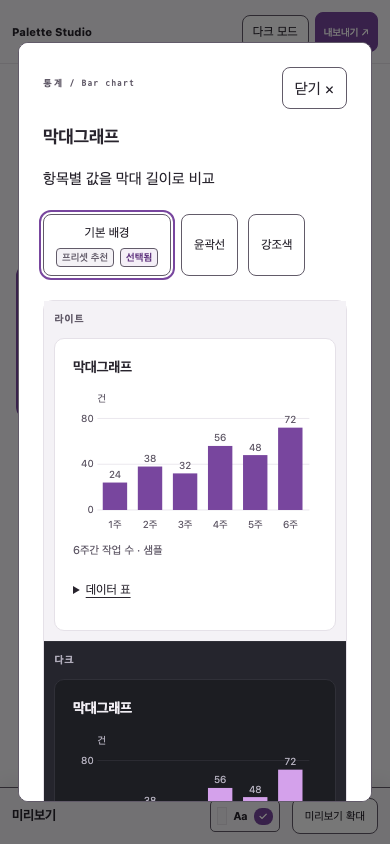 Palette Studio
다크 모드
내보내기 ↗
통계 / Bar chart
닫기 ×
막대그래프
항목별 값을 막대 길이로 비교
기본 배경
프리셋 추천
선택됨
윤곽선
강조색
라이트
막대그래프
건
80
40
0
24
38
32
56
48
72
1주 2주 3주 4주 5주 6주
6주간 작업 수 · 샘플
▶ 데이터 표
다크
막대그래프
건
80
38
56
48
72
미리보기
Aa
미리보기 확대